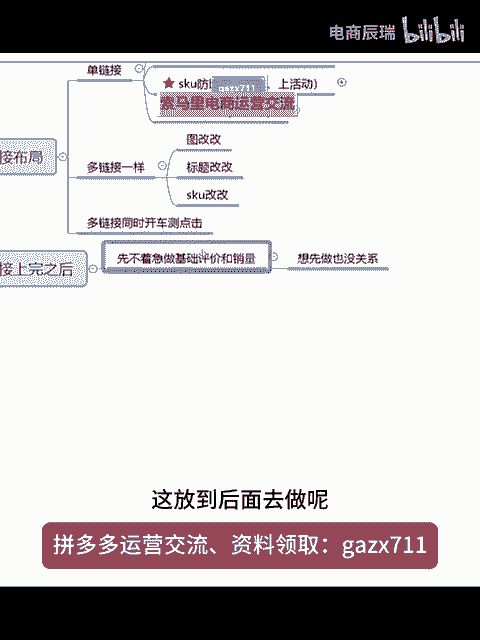 电商辰瑞 bilibili
单链接
sku防 、上活动）
gazx711
马里电商运营交流
接布局
图改改
多链接一样
标题改改
sku改改
多链接同时开车测点击
接上完之后
先不着急做基础评价和销量
想先做也没关系
这放到后面去做呢
拼多多运营交流、资料领取：gazx711